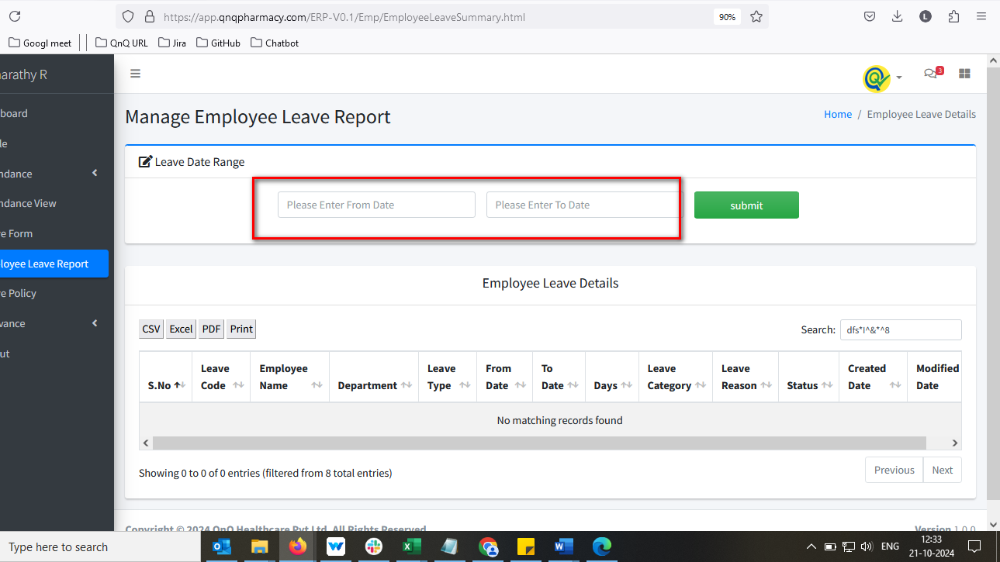 https://app.qnqpharmacy.com/ERP-V0.1/Emp/EmployeeLeaveSummary.html
90%
L
Googl meet
QnQ URL
Jira
GitHub
Chatbot
arathy R
3
board
Manage Employee Leave Report
Home / Employee Leave Details
le
ndance
Leave Date Range
ndance View
Please Enter From Date
Please Enter To Date
submit
e Form
loyee Leave Report
e Policy
Employee Leave Details
vance
CSV
Excel
PDF
Print
Search:
ut
S.No
Leave Code
Employee Name
Department
Leave Type
From Date
To Date
Days
Leave Category
Leave Reason
Status
Created Date
Modified Date
No matching records found
Showing 0 to 0 of 0 entries (filtered from 8 total entries)
Previous
Next
Copyright © 2024 QnQ Healthcare Pvt Ltd. All Rights Reserved
Version 1.0.0
Type here to search
ENG
12:33
21-10-2024